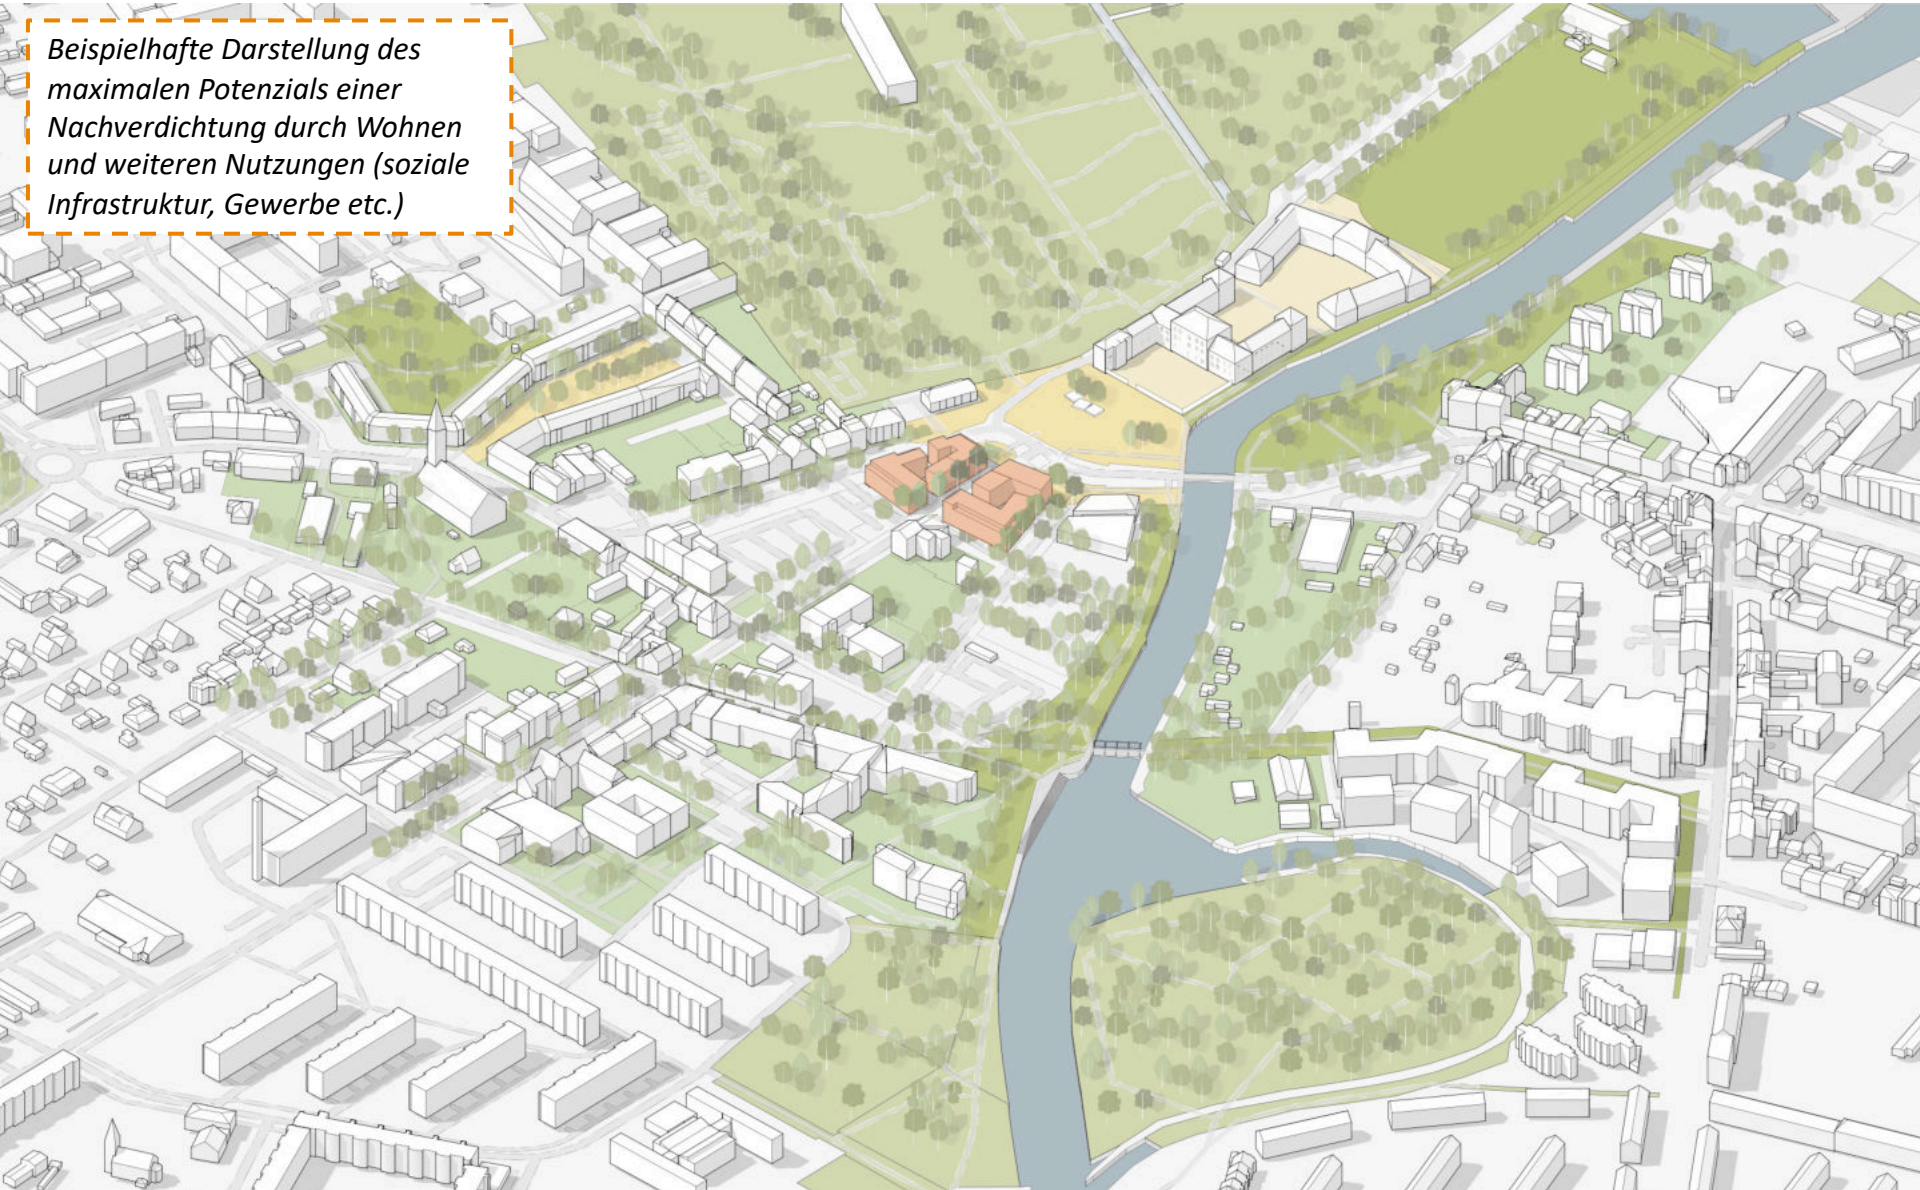 Beispielhafte Darstellung des
maximalen Potenzials einer
Nachverdichtung durch Wohnen
und weiteren Nutzungen (soziale
Infrastruktur, Gewerbe etc.)